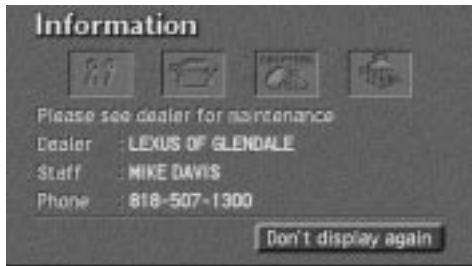 Information
Please see dealer for maintenance
Dealer : LEXUS OF GLENDALE
Staff : MIKE DAVIS
Phone : 818-507-1300
Don't display again